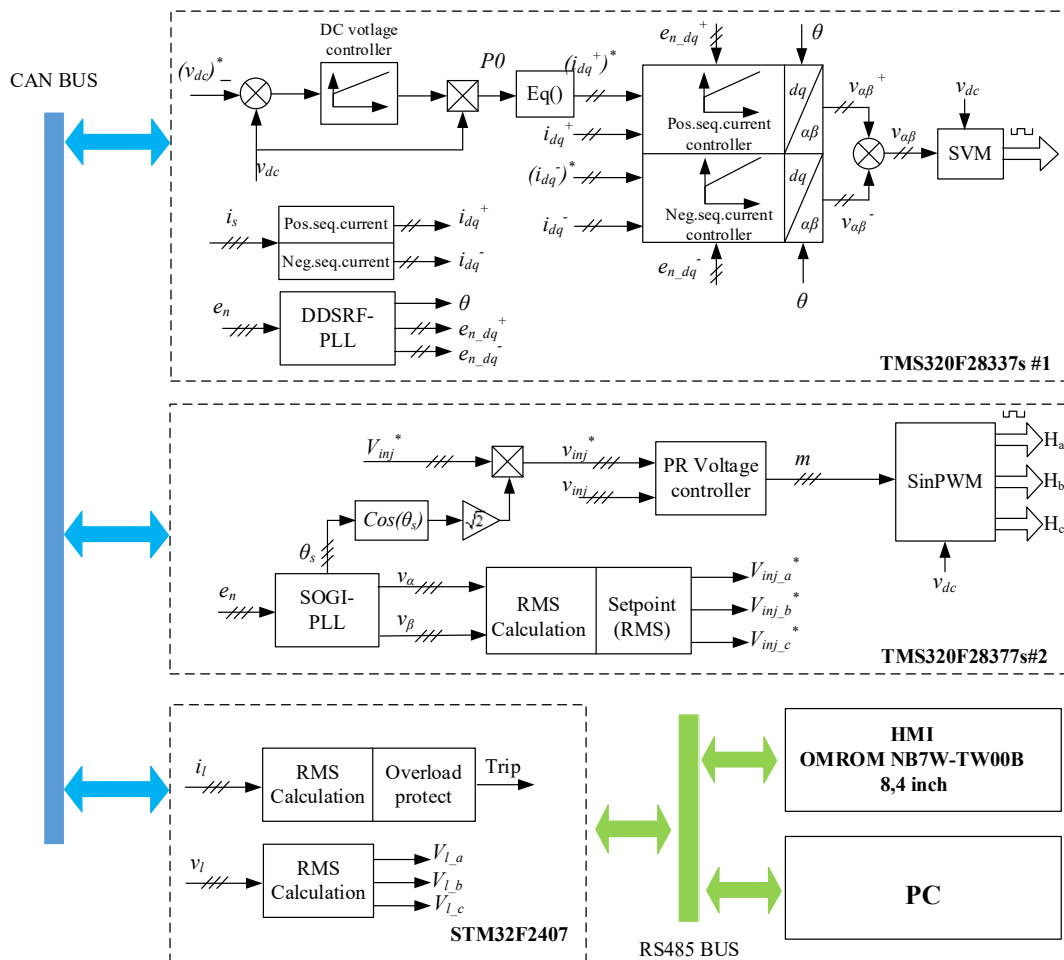 CAN BUS
DC votlage
controller
(v_dc)*
–
v_dc
P0
Eq()
(i_dq^+)*
i_dq^+
(i_dq^-)*
i_dq^-
e_n_dq^+
θ
Pos.seq.current
controller
Neg.seq.current
controller
dq
αβ
dq
αβ
e_n_dq^-
θ
v_αβ^+
v_αβ^-
v_αβ
v_dc
SVM
i_s
Pos.seq.current
Neg.seq.current
i_dq^+
i_dq^-
e_n
DDSRF-
PLL
θ
e_n_dq^+
e_n_dq^-
TMS320F28337s #1
V_inj*
v_inj*
v_inj
PR Voltage
controller
m
SinPWM
H_a
H_b
H_c
v_dc
Cos(θ_s)
√2
θ_s
e_n
SOGI-
PLL
v_α
v_β
RMS
Calculation
Setpoint
(RMS)
V_inj_a*
V_inj_b*
V_inj_c*
TMS320F28377s#2
i_l
RMS
Calculation
Overload
protect
Trip
v_l
RMS
Calculation
V_l_a
V_l_b
V_l_c
STM32F2407
RS485 BUS
HMI
OMROM NB7W-TW00B
8,4 inch
PC